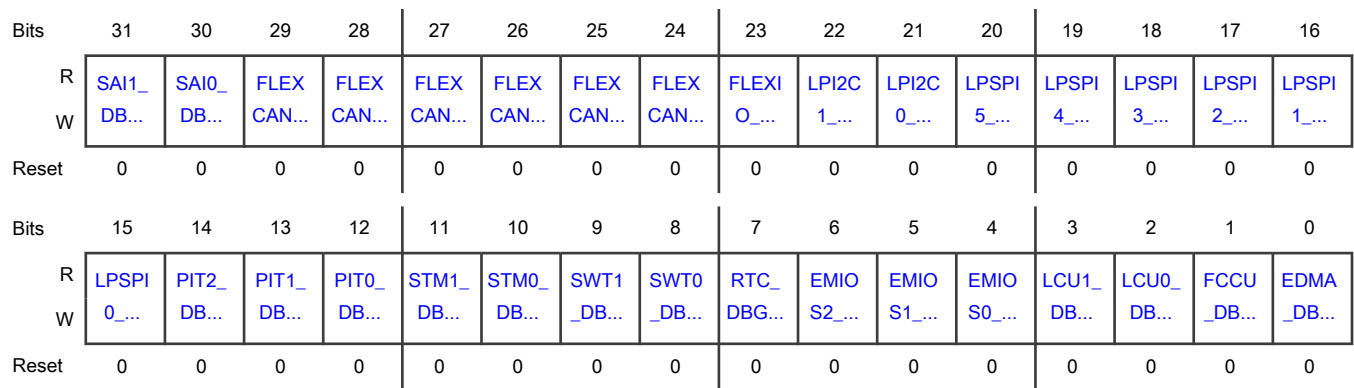 Bits 31 30 29 28 27 26 25 24 23 22 21 20 19 18 17 16
R SAI1_ SAI0_ FLEX FLEX FLEX FLEX FLEX FLEX FLEXI LPI2C LPI2C LPSPI LPSPI LPSPI LPSPI LPSPI
W DB... DB... CAN... CAN... CAN... CAN... CAN... CAN... O_... 1_... 0_... 5_... 4_... 3_... 2_... 1_...
Reset 0 0 0 0 0 0 0 0 0 0 0 0 0 0 0 0
Bits 15 14 13 12 11 10 9 8 7 6 5 4 3 2 1 0
R LPSPI PIT2_ PIT1_ PIT0_ STM1_ STM0_ SWT1 SWT0 RTC_ EMIO EMIO EMIO LCU1_ LCU0_ FCCU EDMA
W 0_... DB... DB... DB... DB... DB... _DB... _DB... DBG... S2_... S1_... S0_... DB... DB... _DB... _DB...
Reset 0 0 0 0 0 0 0 0 0 0 0 0 0 0 0 0